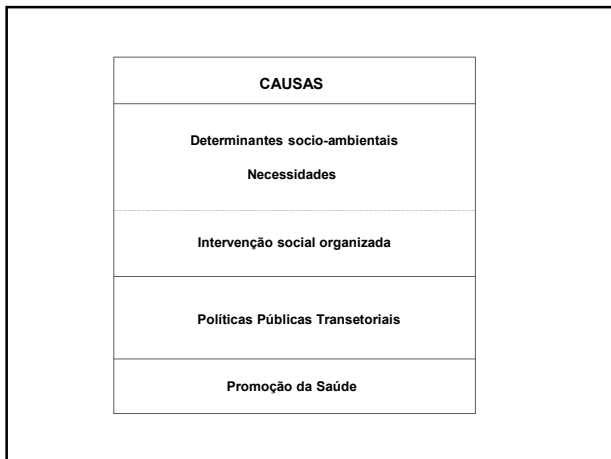 CAUSAS
Determinantes socio-ambientais
Necessidades
Intervenção social organizada
Políticas Públicas Transetoriais
Promoção da Saúde